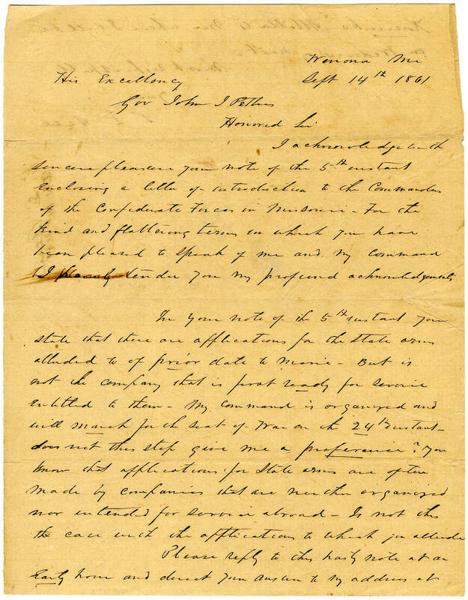 Winona Mi
Sept 14th 1861
His Excellency
Gov John J Pettus
Honored Sir
I acknowledge with
sincere pleasure your note of the 5th instant
enclosing a letter of introduction to the Commander
of the Confederate Forces in Missouri - For the
kind and flattering terms in which you have
been pleased to speak of me and my command
I tender you my profound acknowledgments
In your note of the 5th instant you
state that there are applications for the State arms
alluded to of prior date to mine - But is
not the company that is first ready for service
entitled to them - My command is organized and
will march for the seat of War on the 24th instant -
does not this step give me a preference? You
know that applications for State arms are often
made by companies that are neither organized
nor intended for service abroad - Is not this
the case with the applications to which you allude
Please reply to this hasty note at an
early hour and direct your answer to my address at